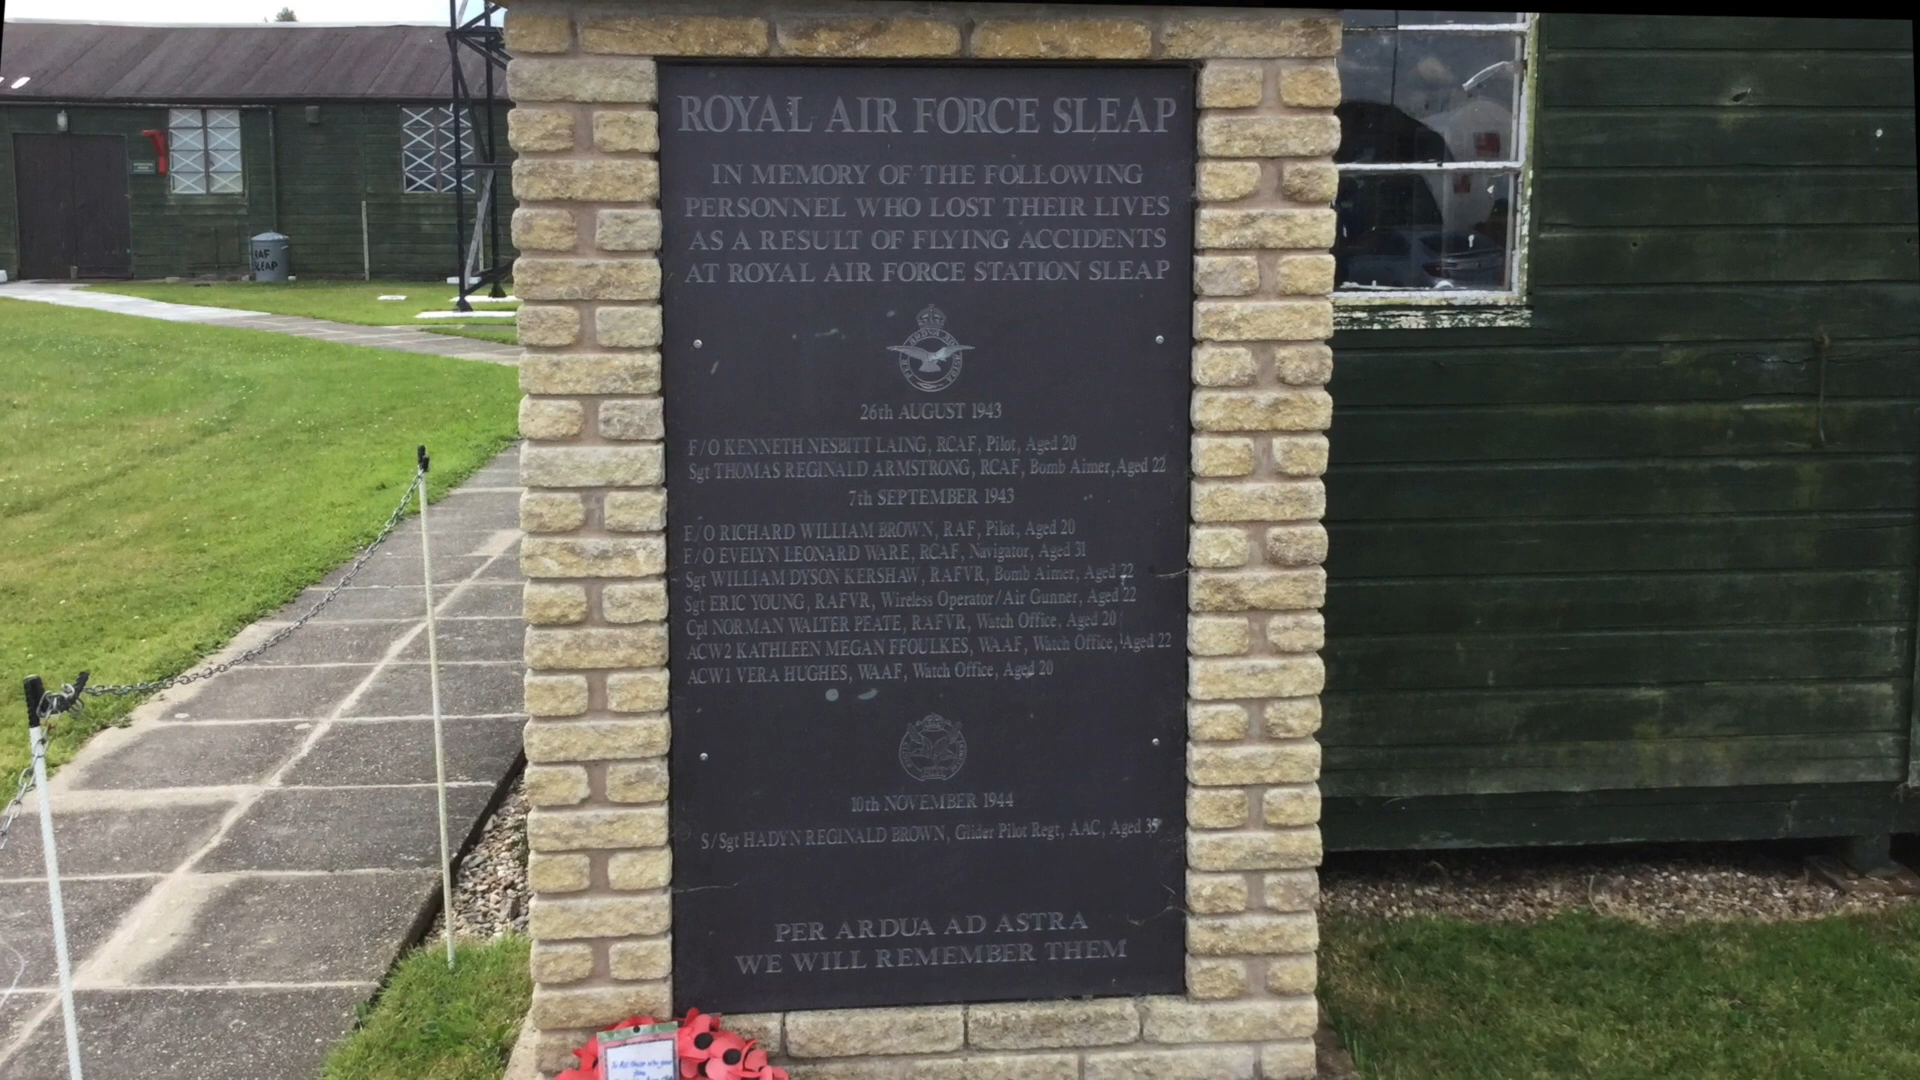 ROYAL AIR FORCE SLEAP
IN MEMORY OF THE FOLLOWING
PERSONNEL WHO LOST THEIR LIVES
AS A RESULT OF FLYING ACCIDENTS
AT ROYAL AIR FORCE STATION SLEAP
26th AUGUST 1943
F/O KENNETH NESBITT LAING, RCAF, Pilot, Aged 20
Sgt THOMAS REGINALD ARMSTRONG, RCAF, Bomb Aimer, Aged 22
7th SEPTEMBER 1943
F/O RICHARD WILLIAM BROWN, RAF, Pilot, Aged 20
F/O EVELYN LEONARD WARE, RCAF, Navigator, Aged 31
Sgt WILLIAM DYSON KERSHAW, RAFVR, Bomb Aimer, Aged 22
Sgt ERIC YOUNG, RAFVR, Wireless Operator/Air Gunner, Aged 22
Cpl NORMAN WALTER PEATE, RAFVR, Watch Office, Aged 20
ACW2 KATHLEEN MEGAN FFOULKES, WAAF, Watch Office, Aged 22
ACW1 VERA HUGHES, WAAF, Watch Office, Aged 20
10th NOVEMBER 1944
S/Sgt HADYN REGINALD BROWN, Glider Pilot Regt, AAC, Aged 35
PER ARDUA AD ASTRA
WE WILL REMEMBER THEM
RAF
SLEAP